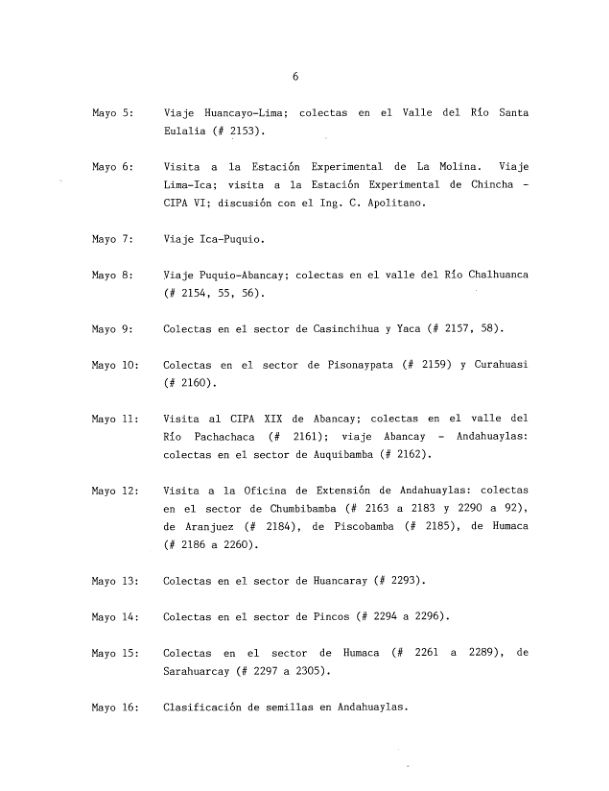 6
Mayo 5: Viaje Huancayo-Lima; colectas en el Valle del Río Santa
Eulalia (# 2153).
Mayo 6: Visita a la Estación Experimental de La Molina. Viaje
Lima-Ica; visita a la Estación Experimental de Chincha -
CIPA VI; discusión con el Ing. C. Apolitano.
Mayo 7: Viaje Ica-Puquio.
Mayo 8: Viaje Puquio-Abancay; colectas en el valle del Río Chalhuanca
(# 2154, 55, 56).
Mayo 9: Colectas en el sector de Casinchihua y Yaca (# 2157, 58).
Mayo 10: Colectas en el sector de Pisonaypata (# 2159) y Curahuasi
(# 2160).
Mayo 11: Visita al CIPA XIX de Abancay; colectas en el valle del
Río Pachachaca (# 2161); viaje Abancay - Andahuaylas:
colectas en el sector de Auquibamba (# 2162).
Mayo 12: Visita a la Oficina de Extensión de Andahuaylas: colectas
en el sector de Chumbibamba (# 2163 a 2183 y 2290 a 92),
de Aranjuez (# 2184), de Piscobamba (# 2185), de Humaca
(# 2186 a 2260).
Mayo 13: Colectas en el sector de Huancaray (# 2293).
Mayo 14: Colectas en el sector de Pincos (# 2294 a 2296).
Mayo 15: Colectas en el sector de Humaca (# 2261 a 2289), de
Sarahuarcay (# 2297 a 2305).
Mayo 16: Clasificación de semillas en Andahuaylas.